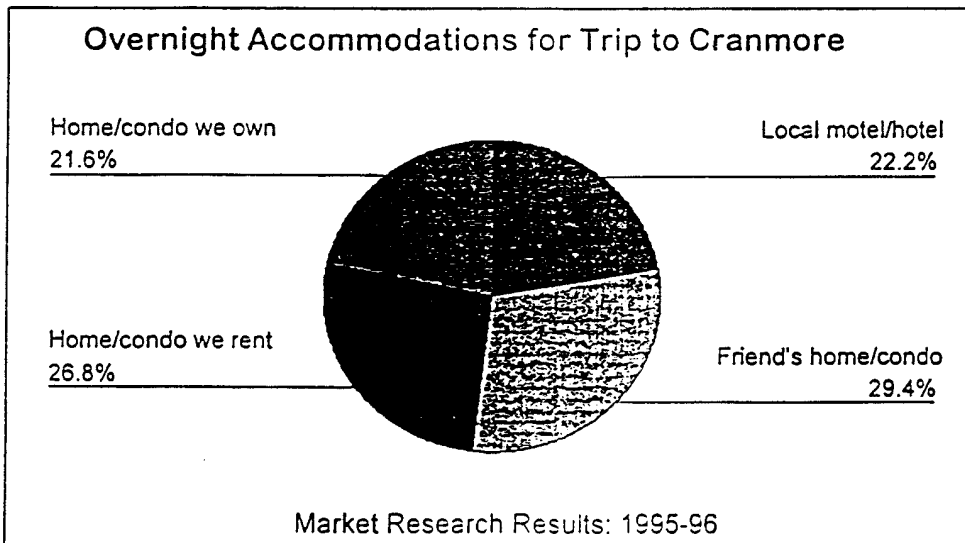 Overnight Accommodations for Trip to Cranmore
Home/condo we own
21.6%
Local motel/hotel
22.2%
Home/condo we rent
26.8%
Friend's home/condo
29.4%
Market Research Results: 1995-96